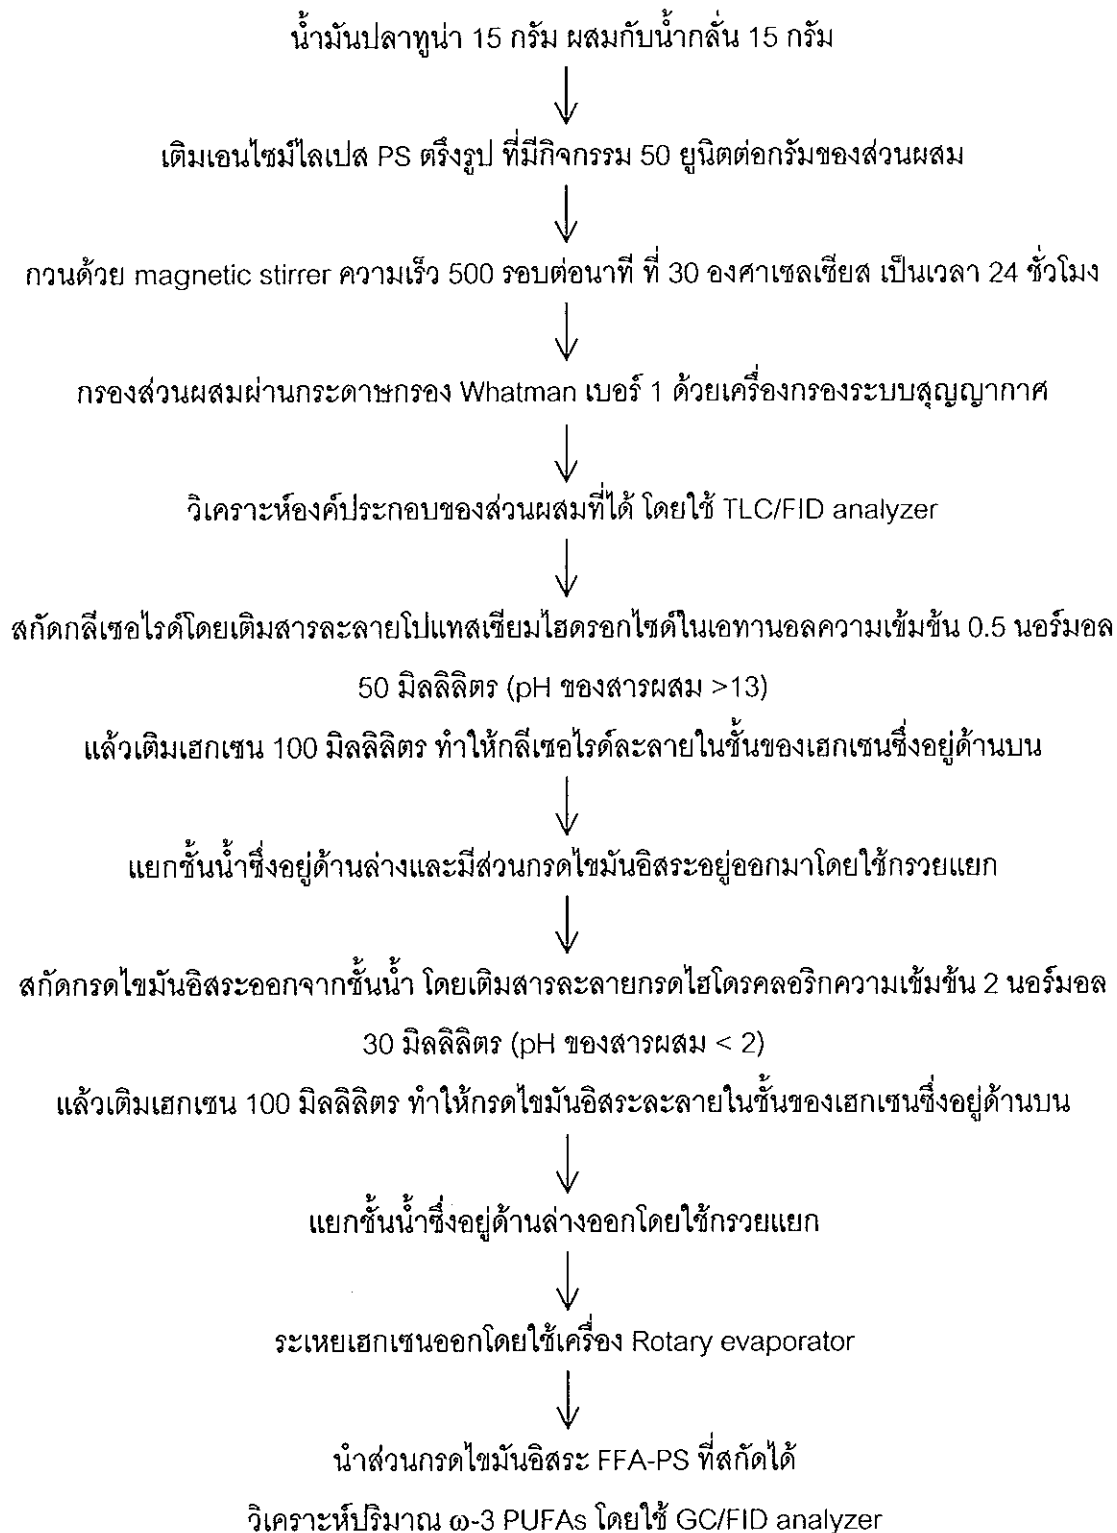 น้ำมันปลาทูน่า 15 กรัม ผสมกับน้ำกลั่น 15 กรัม
เติมเอนไซม์ไลเปส PS ตรึงรูป ที่มีกิจกรรม 50 ยูนิตต่อกรัมของส่วนผสม
กวนด้วย magnetic stirrer ความเร็ว 500 รอบต่อนาที ที่ 30 องศาเซลเซียส เป็นเวลา 24 ชั่วโมง
กรองส่วนผสมผ่านกระดาษกรอง Whatman เบอร์ 1 ด้วยเครื่องกรองระบบสุญญากาศ
วิเคราะห์องค์ประกอบของส่วนผสมที่ได้ โดยใช้ TLC/FID analyzer
สกัดกลีเซอไรด์โดยเติมสารละลายโปแทสเซียมไฮดรอกไซด์ในเอทานอลความเข้มข้น 0.5 นอร์มอล
50 มิลลิลิตร (pH ของสารผสม >13)
แล้วเติมเฮกเซน 100 มิลลิลิตร ทำให้กลีเซอไรด์ละลายในชั้นของเฮกเซนซึ่งอยู่ด้านบน
แยกชั้นน้ำซึ่งอยู่ด้านล่างและมีส่วนกรดไขมันอิสระอยู่ออกมาโดยใช้กรวยแยก
สกัดกรดไขมันอิสระออกจากชั้นน้ำ โดยเติมสารละลายกรดไฮโดรคลอริกความเข้มข้น 2 นอร์มอล
30 มิลลิลิตร (pH ของสารผสม < 2)
แล้วเติมเฮกเซน 100 มิลลิลิตร ทำให้กรดไขมันอิสระละลายในชั้นของเฮกเซนซึ่งอยู่ด้านบน
แยกชั้นน้ำซึ่งอยู่ด้านล่างออกโดยใช้กรวยแยก
ระเหยเฮกเซนออกโดยใช้เครื่อง Rotary evaporator
นำส่วนกรดไขมันอิสระ FFA-PS ที่สกัดได้
วิเคราะห์ปริมาณ ω-3 PUFAs โดยใช้ GC/FID analyzer